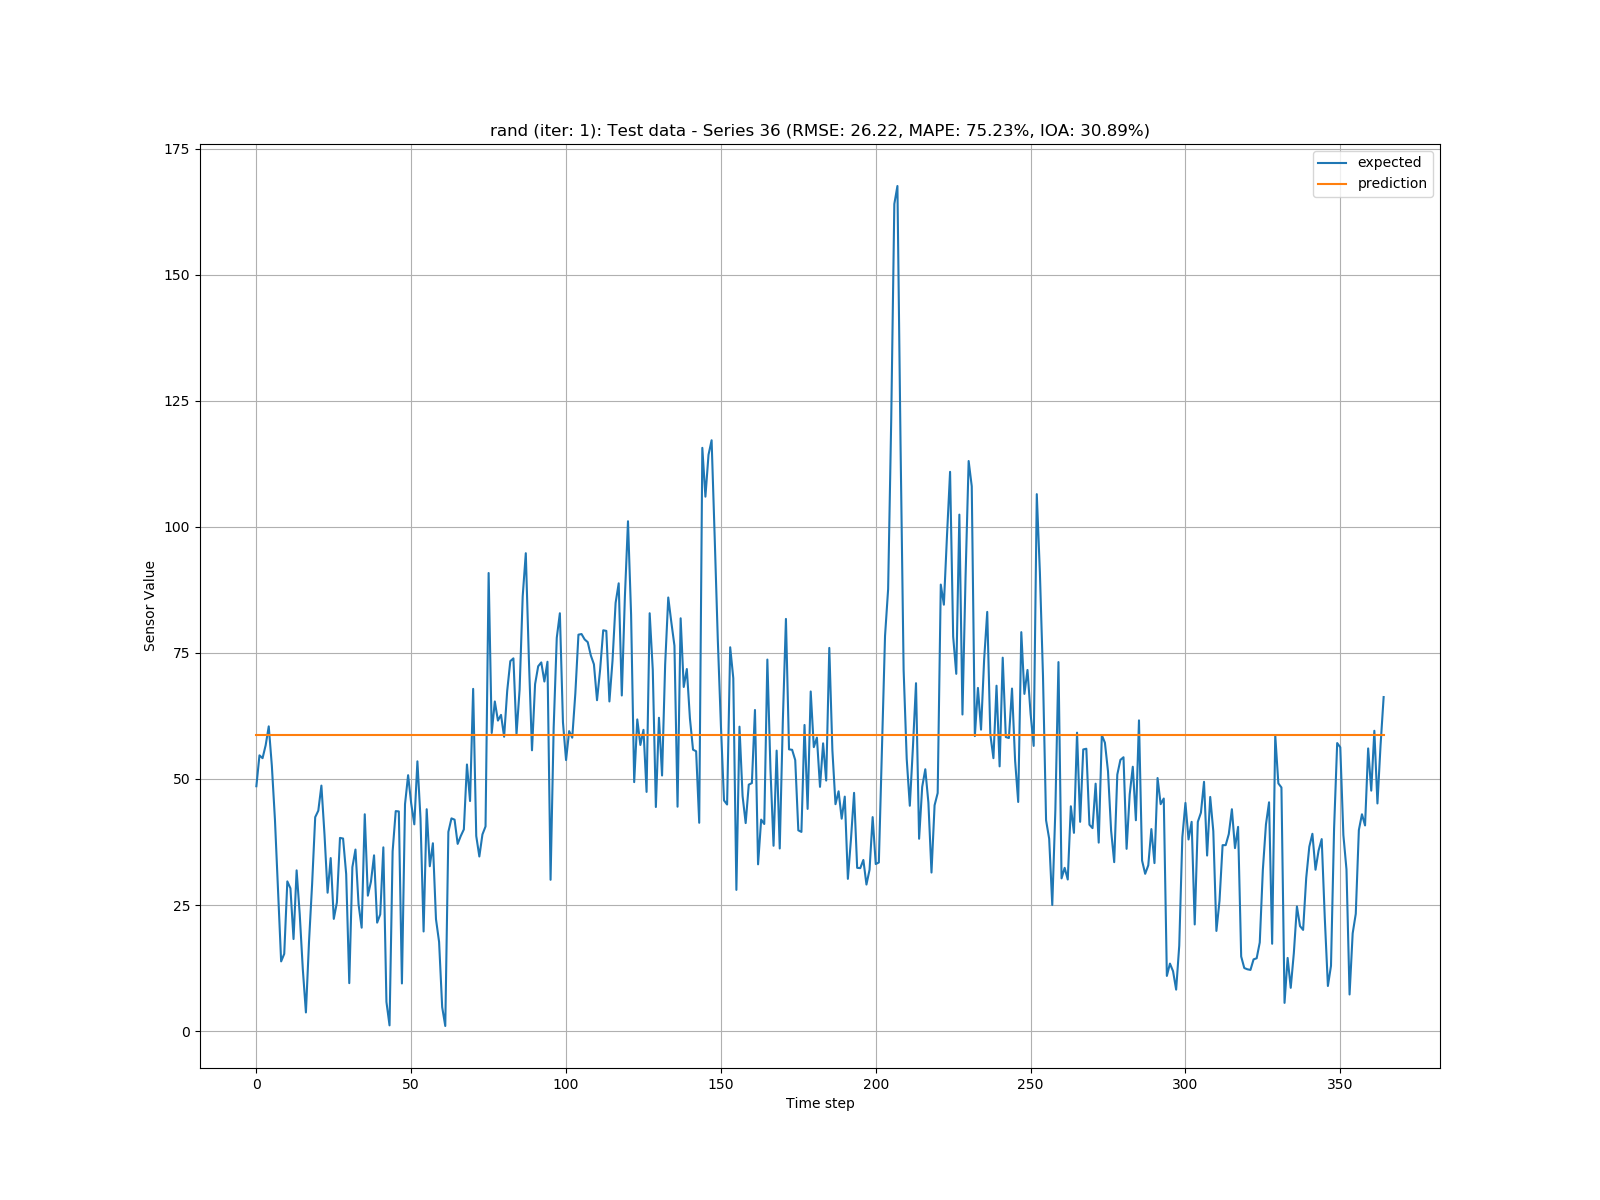 rand (iter: 1): Test data - Series 36 (RMSE: 26.22, MAPE: 75.23%, IOA: 30.89%)
175
150
125
100
75
50
25
0
Sensor Value
expected
prediction
0 50 100 150 200 250 300 350
Time step